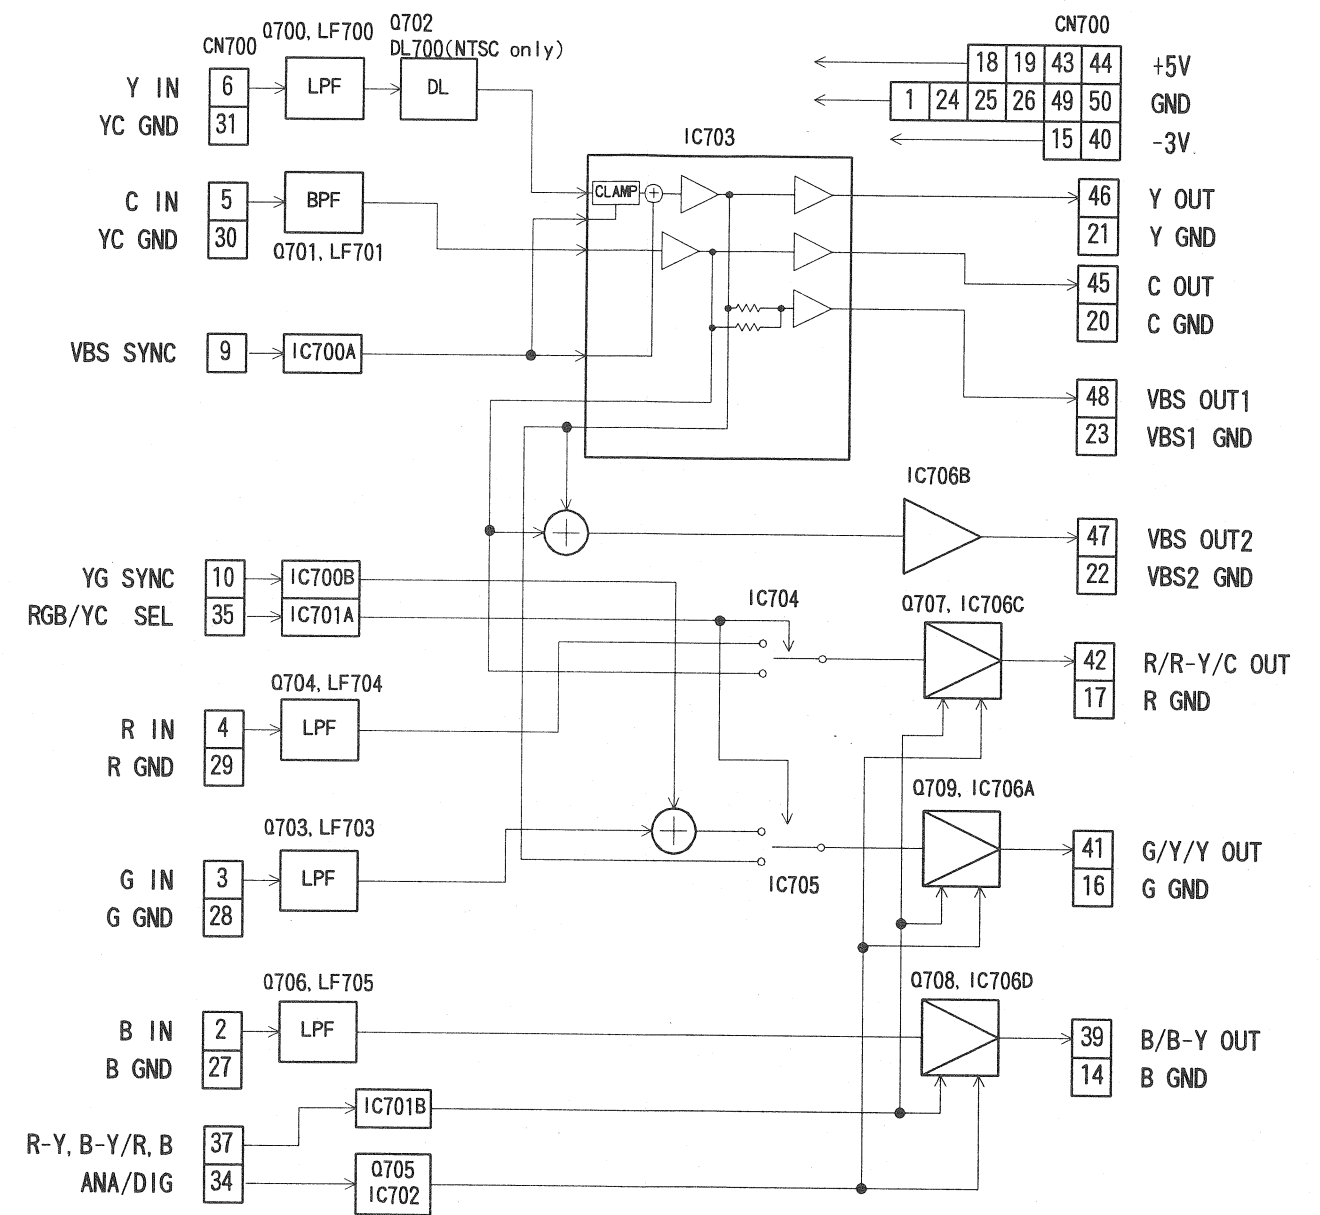 Q700, LF700
Q702
DL700(NTSC only)
CN700
CN700
Y IN
6
LPF
DL
18 19 43 44
+5V
YC GND
31
1 24 25 26 49 50
GND
15 40
-3V
IC703
C IN
5
BPF
CLAMP
+
46
Y OUT
YC GND
30
Q701, LF701
21
Y GND
45
C OUT
20
C GND
VBS SYNC
9
IC700A
48
VBS OUT1
23
VBS1 GND
IC706B
+
47
VBS OUT2
22
VBS2 GND
YG SYNC
10
IC700B
RGB/YC SEL
35
IC701A
IC704
Q707, IC706C
42
R/R-Y/C OUT
17
R GND
Q704, LF704
R IN
4
LPF
R GND
29
Q709, IC706A
Q703, LF703
+
41
G/Y/Y OUT
IC705
16
G GND
G IN
3
LPF
G GND
28
Q706, LF705
Q708, IC706D
B IN
2
LPF
39
B/B-Y OUT
B GND
27
14
B GND
IC701B
R-Y, B-Y/R, B
37
ANA/DIG
34
Q705
IC702